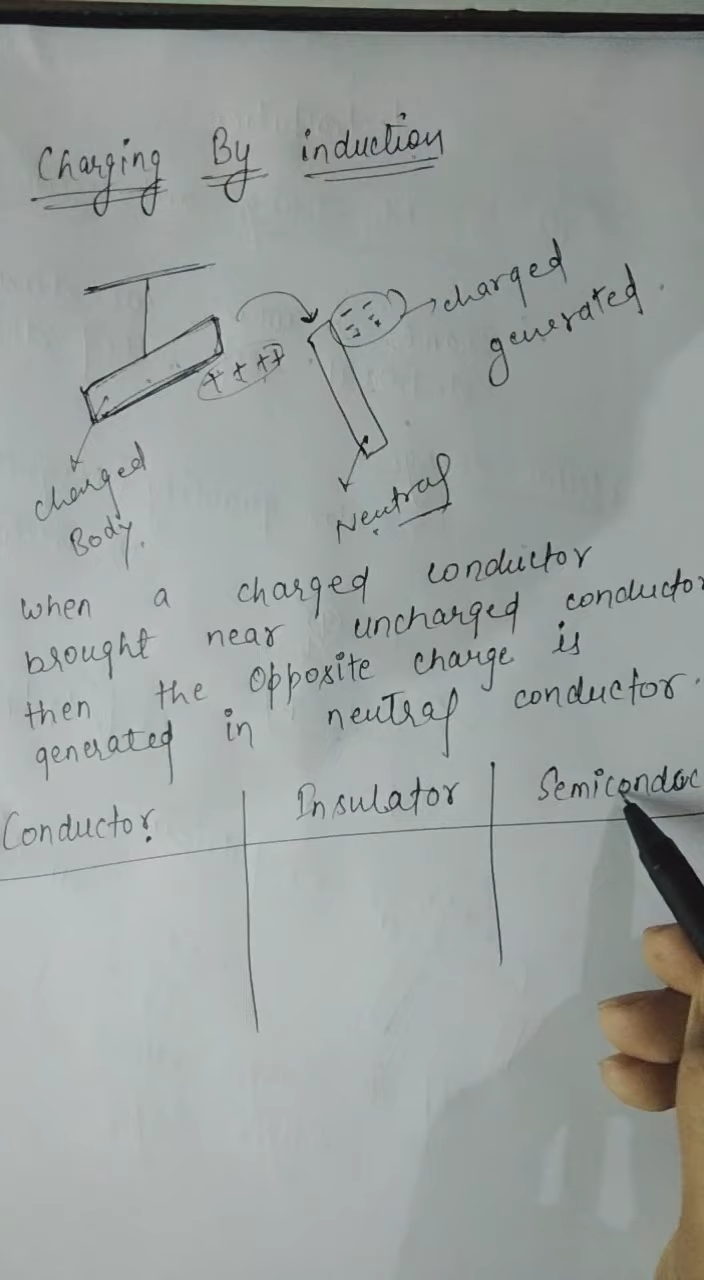 Charging By induction
+ + + +
- -
- -
charged
generated.
charged
Body.
Neutral
when a charged conductor
brought near uncharged conductor
then the opposite charge is
generated in neutral conductor.
Conductor. Insulator Semiconduc